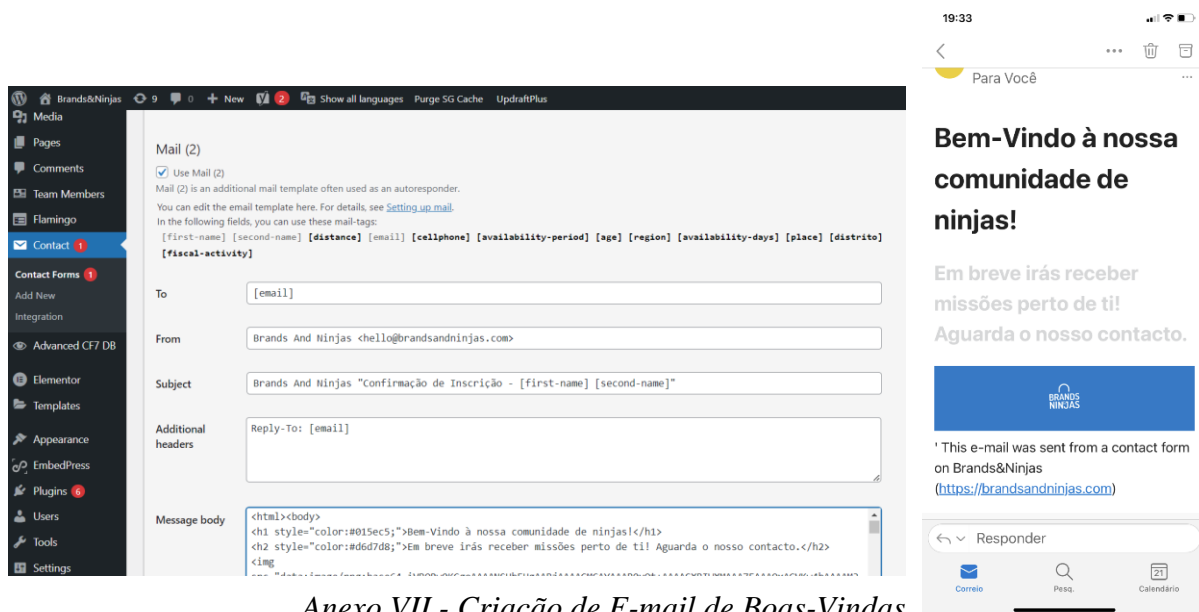 Brands&Ninjas 9 0 + New 2 Show all languages Purge SG Cache UpdraftPlus
Media
Pages
Comments
Team Members
Flamingo
Contact 1
Contact Forms 1
Add New
Integration
Advanced CF7 DB
Elementor
Templates
Appearance
EmbedPress
Plugins 6
Users
Tools
Settings
Mail (2)
Use Mail (2)
Mail (2) is an additional mail template often used as an autoresponder.
You can edit the email template here. For details, see Setting up mail.
In the following fields, you can use these mail-tags:
[first-name] [second-name] [distance] [email] [cellphone] [availability-period] [age] [region] [availability-days] [place] [distrito]
[fiscal-activity]
To
[email]
From
Brands And Ninjas <hello@brandsandninjas.com>
Subject
Brands And Ninjas "Confirmação de Inscrição - [first-name] [second-name]"
Additional
headers
Reply-To: [email]
Message body
<html><body>
<h1 style="color:#015ec5;">Bem-Vindo à nossa comunidade de ninjas!</h1>
<h2 style="color:#d6d7d8;">Em breve irás receber missões perto de ti! Aguarda o nosso contacto.</h2>
<img
19:33
Para Você
Bem-Vindo à nossa
comunidade de
ninjas!
Em breve irás receber
missões perto de ti!
Aguarda o nosso contacto.
BRANDS
NINJAS
' This e-mail was sent from a contact form
on Brands&Ninjas
(https://brandsandninjas.com)
Responder
Correio
Pesq.
21
Calendário
Anexo VII - Criação de E-mail de Boas-Vindas